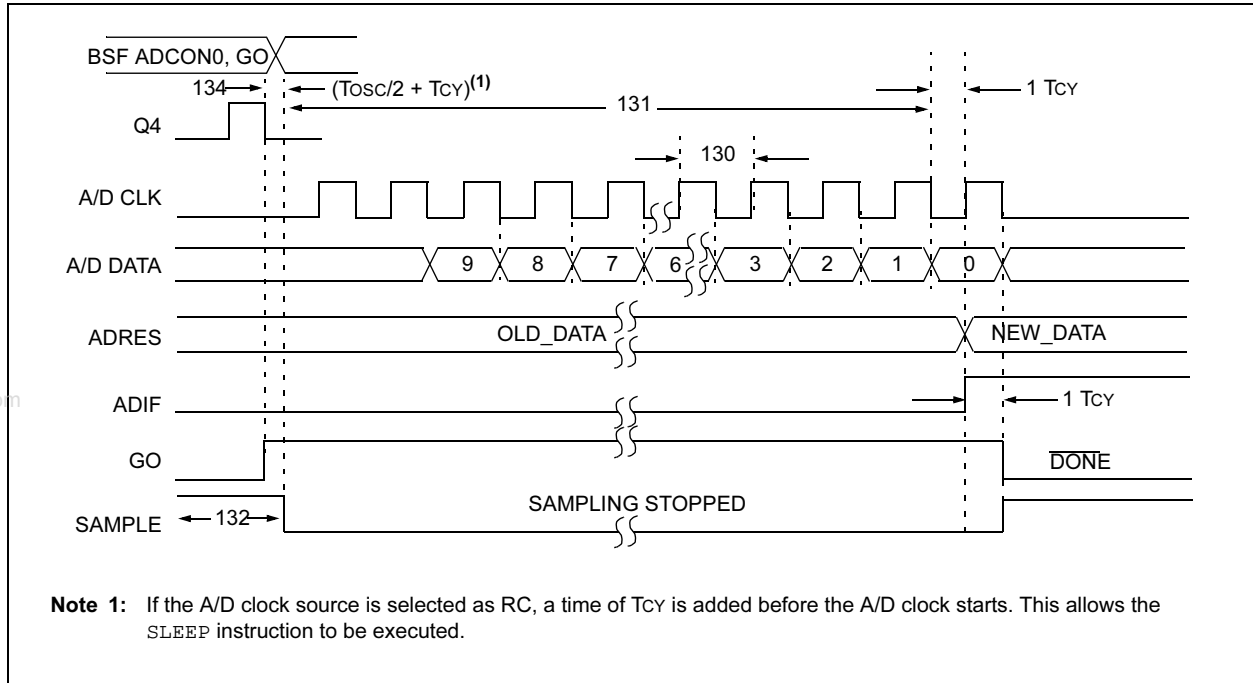 BSF ADCON0, GO
134 (TOSC/2 + TCY)(1) 131 1 TCY
Q4
130
A/D CLK
A/D DATA 9 8 7 6 3 2 1 0
ADRES OLD_DATA NEW_DATA
om
ADIF 1 TCY
GO DONE
SAMPLE 132 SAMPLING STOPPED
Note 1: If the A/D clock source is selected as RC, a time of TCY is added before the A/D clock starts. This allows the
SLEEP instruction to be executed.